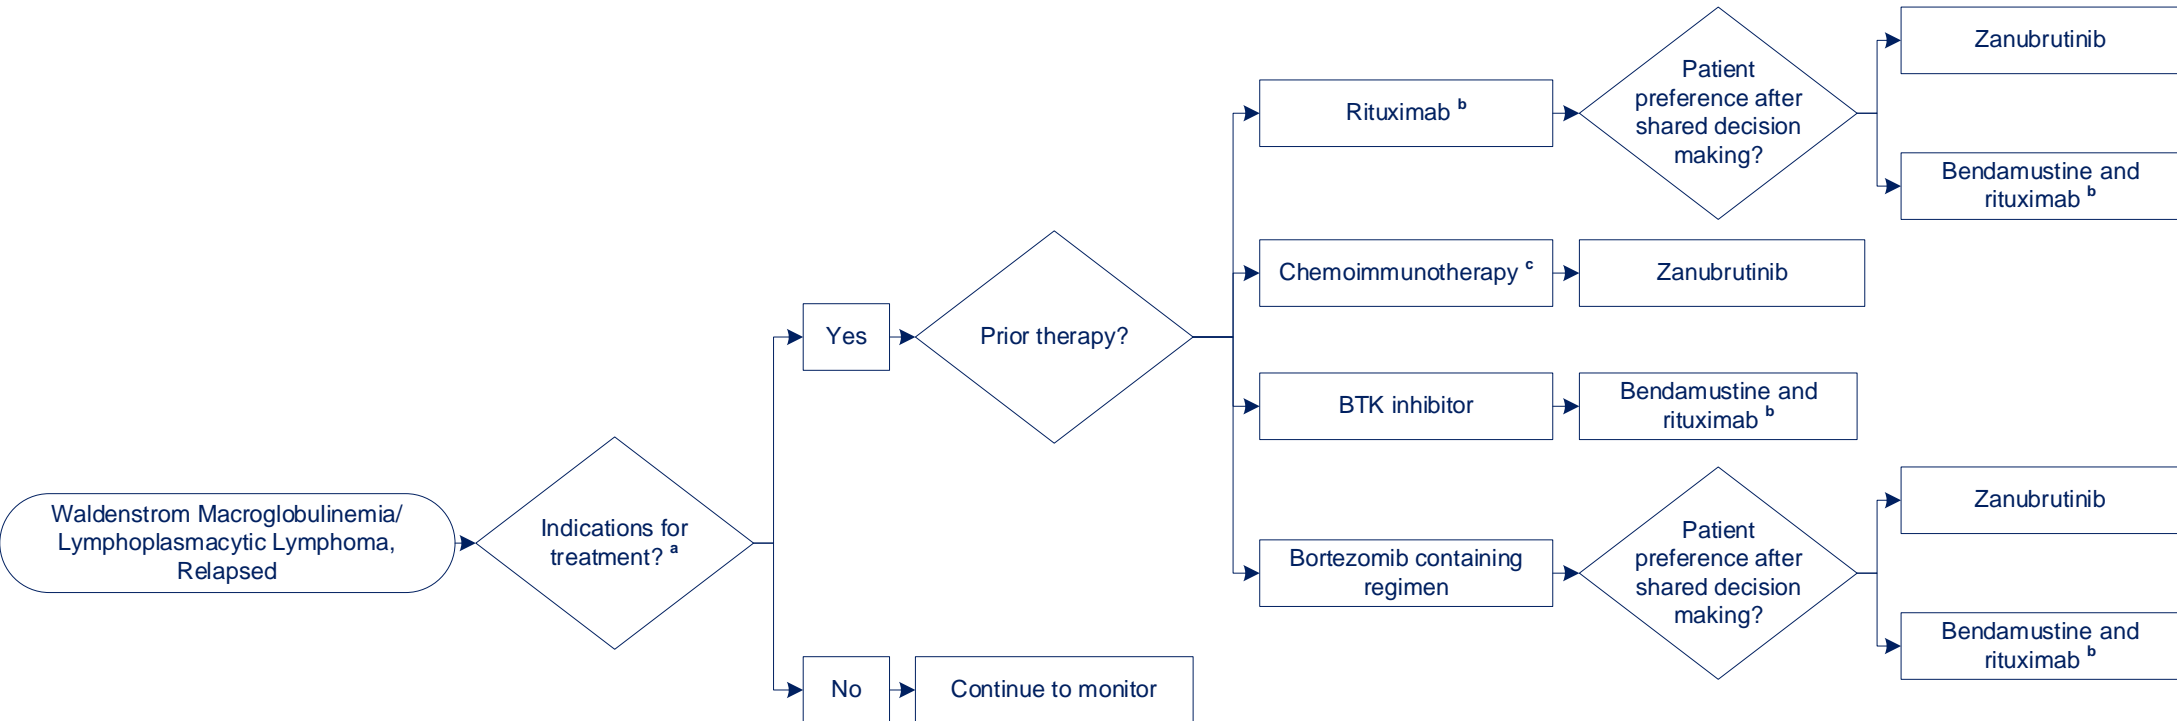 Waldenstrom Macroglobulinemia/
Lymphoplasmacytic Lymphoma,
Relapsed
Indications for
treatment? a
Yes
No
Continue to monitor
Prior therapy?
Rituximab b
Patient
preference after
shared decision
making?
Zanubrutinib
Bendamustine and
rituximab b
Chemoimmunotherapy c
Zanubrutinib
BTK inhibitor
Bendamustine and
rituximab b
Bortezomib containing
regimen
Patient
preference after
shared decision
making?
Zanubrutinib
Bendamustine and
rituximab b